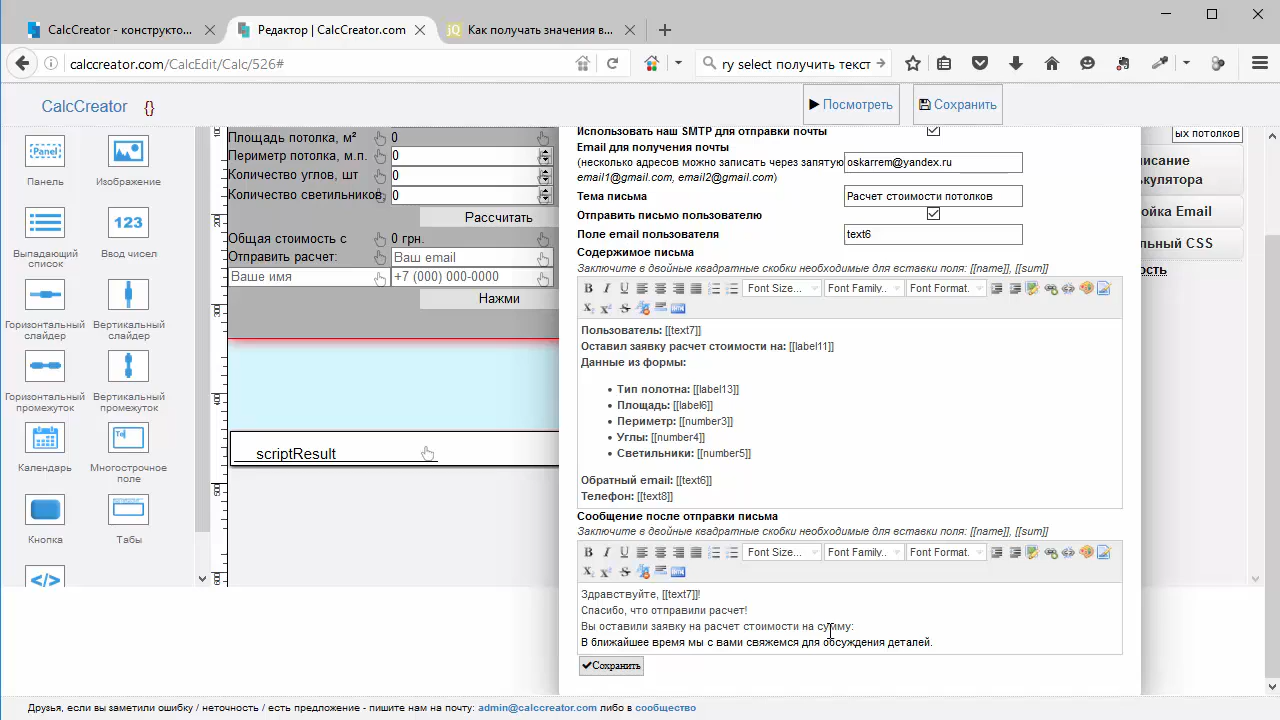 CalcCreator - конструкто...
Редактор | CalcCreator.com
jQ Как получать значения в...
calccreator.com/CalcEdit/Calc/526#
ry select получить текст
CalcCreator {}
Посмотреть
Сохранить
Панель
Изображение
Выпадающий список
Ввод чисел
Горизонтальный слайдер
Вертикальный слайдер
Горизонтальный промежуток
Вертикальный промежуток
Календарь
Многострочное поле
Кнопка
Табы
Площадь потолка, м² 0
Периметр потолка, м.п. 0
Количество углов, шт 0
Количество светильников, 0
Рассчитать
Общая стоимость с 0 грн.
Отправить расчет: Ваш email
Ваше имя +7 (000) 000-0000
Нажми
scriptResult
Использовать наш SMTP для отправки почты
Email для получения почты
(несколько адресов можно записать через запятую oskarrem@yandex.ru
email1@gmail.com, email2@gmail.com)
Тема письма Расчет стоимости потолков
Отправить письмо пользователю
Поле email пользователя text6
Содержимое письма
Заключите в двойные квадратные скобки необходимые для вставки поля: [[name]], [[sum]]
B I U Font Size... Font Family.. Font Format.
Пользователь: [[text7]]
Оставил заявку расчет стоимости на: [[label11]]
Данные из формы:
Тип полотна: [[label13]]
Площадь: [[label6]]
Периметр: [[number3]]
Углы: [[number4]]
Светильники: [[number5]]
Обратный email: [[text6]]
Телефон: [[text8]]
Сообщение после отправки письма
Заключите в двойные квадратные скобки необходимые для вставки поля: [[name]], [[sum]]
B I U Font Size... Font Family.. Font Format.
Здравствуйте, [[text7]]!
Спасибо, что отправили расчет!
Вы оставили заявку на расчет стоимости на сумму:
В ближайшее время мы с вами свяжемся для обсуждения деталей.
Сохранить
ых потолков
писание
ькулятора
ойка Email
льный CSS
ость
Друзья, если вы заметили ошибку / неточность / есть предложение - пишите нам на почту: admin@calccreator.com либо в сообщество